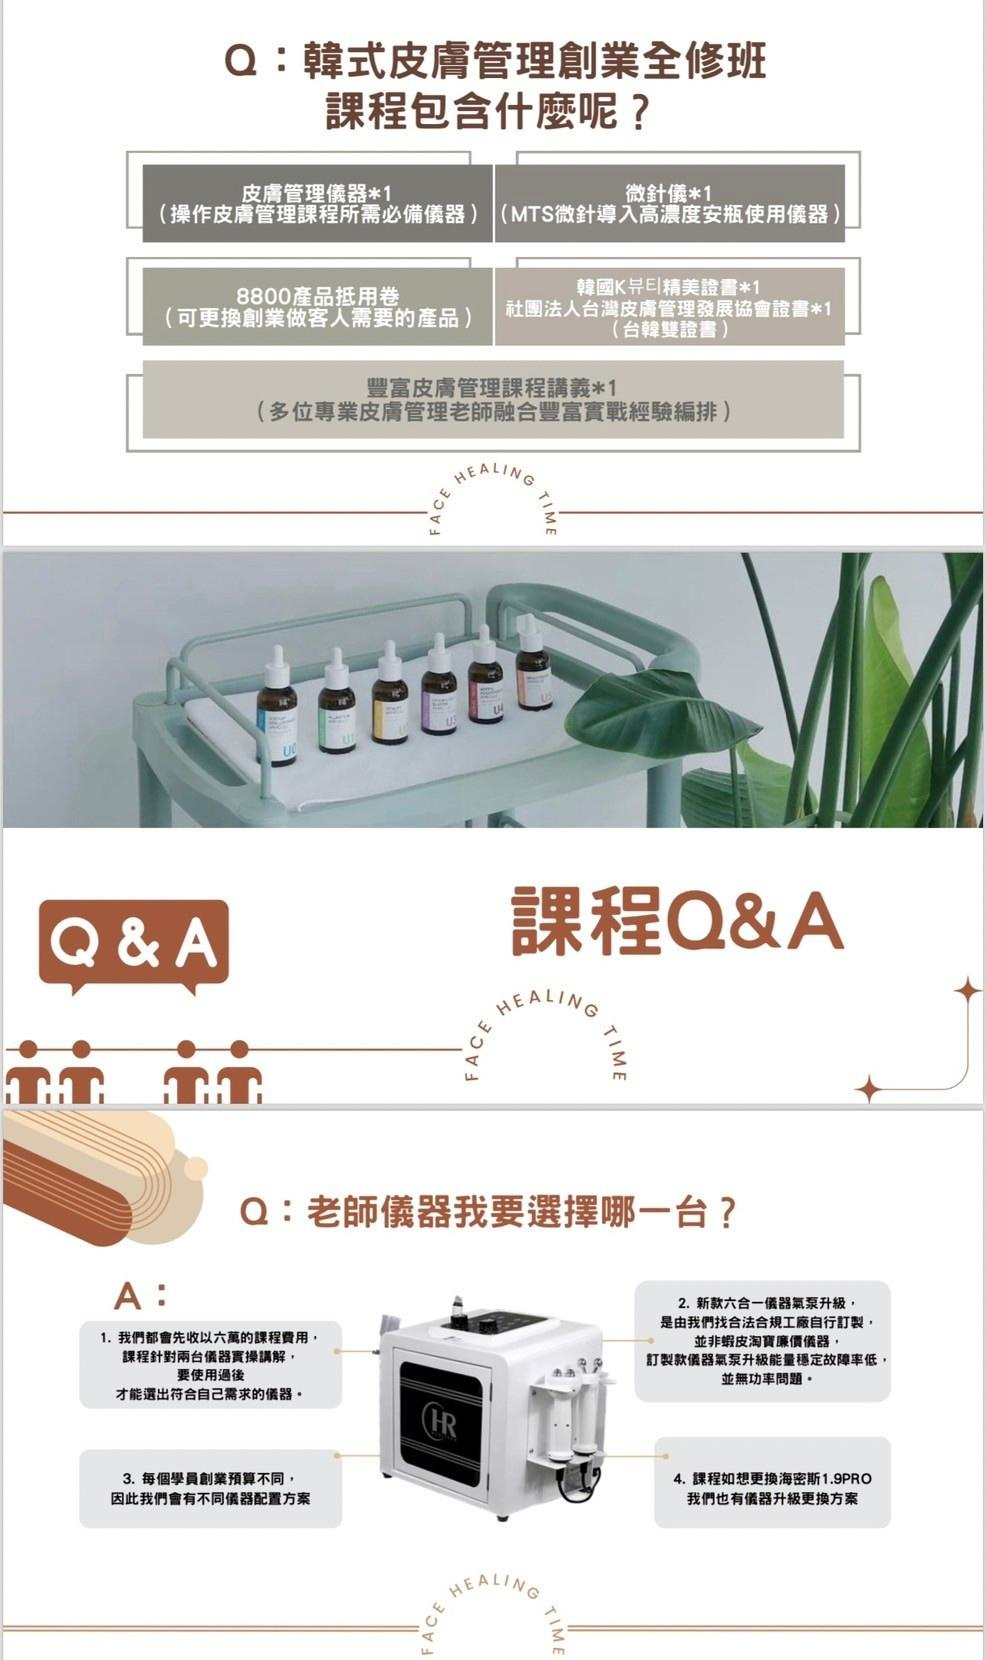 Q：韓式皮膚管理創業全修班
課程包含什麼呢？
皮膚管理儀器*1
（操作皮膚管理課程所需必備儀器）
微針儀*1
（MTS微針導入高濃度安瓶使用儀器）
8800產品抵用卷
（可更換創業做客人需要的產品）
韓國K뷰티精美證書*1
社團法人台灣皮膚管理發展協會證書*1
（台韓雙證書）
豐富皮膚管理課程講義*1
（多位專業皮膚管理老師融合豐富實戰經驗編排）
FACE HEALING TIME
U0
U1
U3
U4
U5
Q & A
課程Q&A
FACE HEALING TIME
Q：老師儀器我要選擇哪一台？
A：
1. 我們都會先收以六萬的課程費用，
課程針對兩台儀器實操講解，
要使用過後
才能選出符合自己需求的儀器。
2. 新款六合一儀器氣泵升級，
是由我們找合法合規工廠自行訂製，
並非蝦皮淘寶廉價儀器，
訂製款儀器氣泵升級能量穩定故障率低，
並無功率問題。
HR
3. 每個學員創業預算不同，
因此我們會有不同儀器配置方案
4. 課程如想更換海密斯1.9PRO
我們也有儀器升級更換方案
FACE HEALING TIME